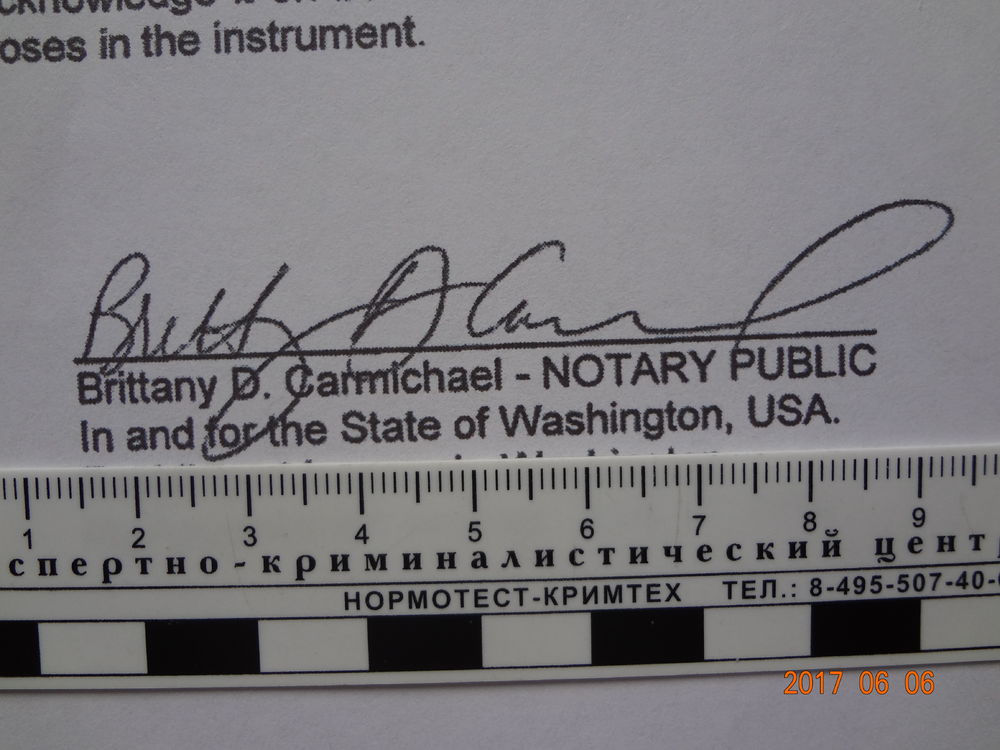 oses in the instrument.
Brittany D. Carmichael - NOTARY PUBLIC
In and for the State of Washington, USA.
1 2 3 4 5 6 7 8 9
спертно-криминалистический цент
НОРМОТЕСТ-КРИМТЕХ ТЕЛ.: 8-495-507-40-
2017 06 06